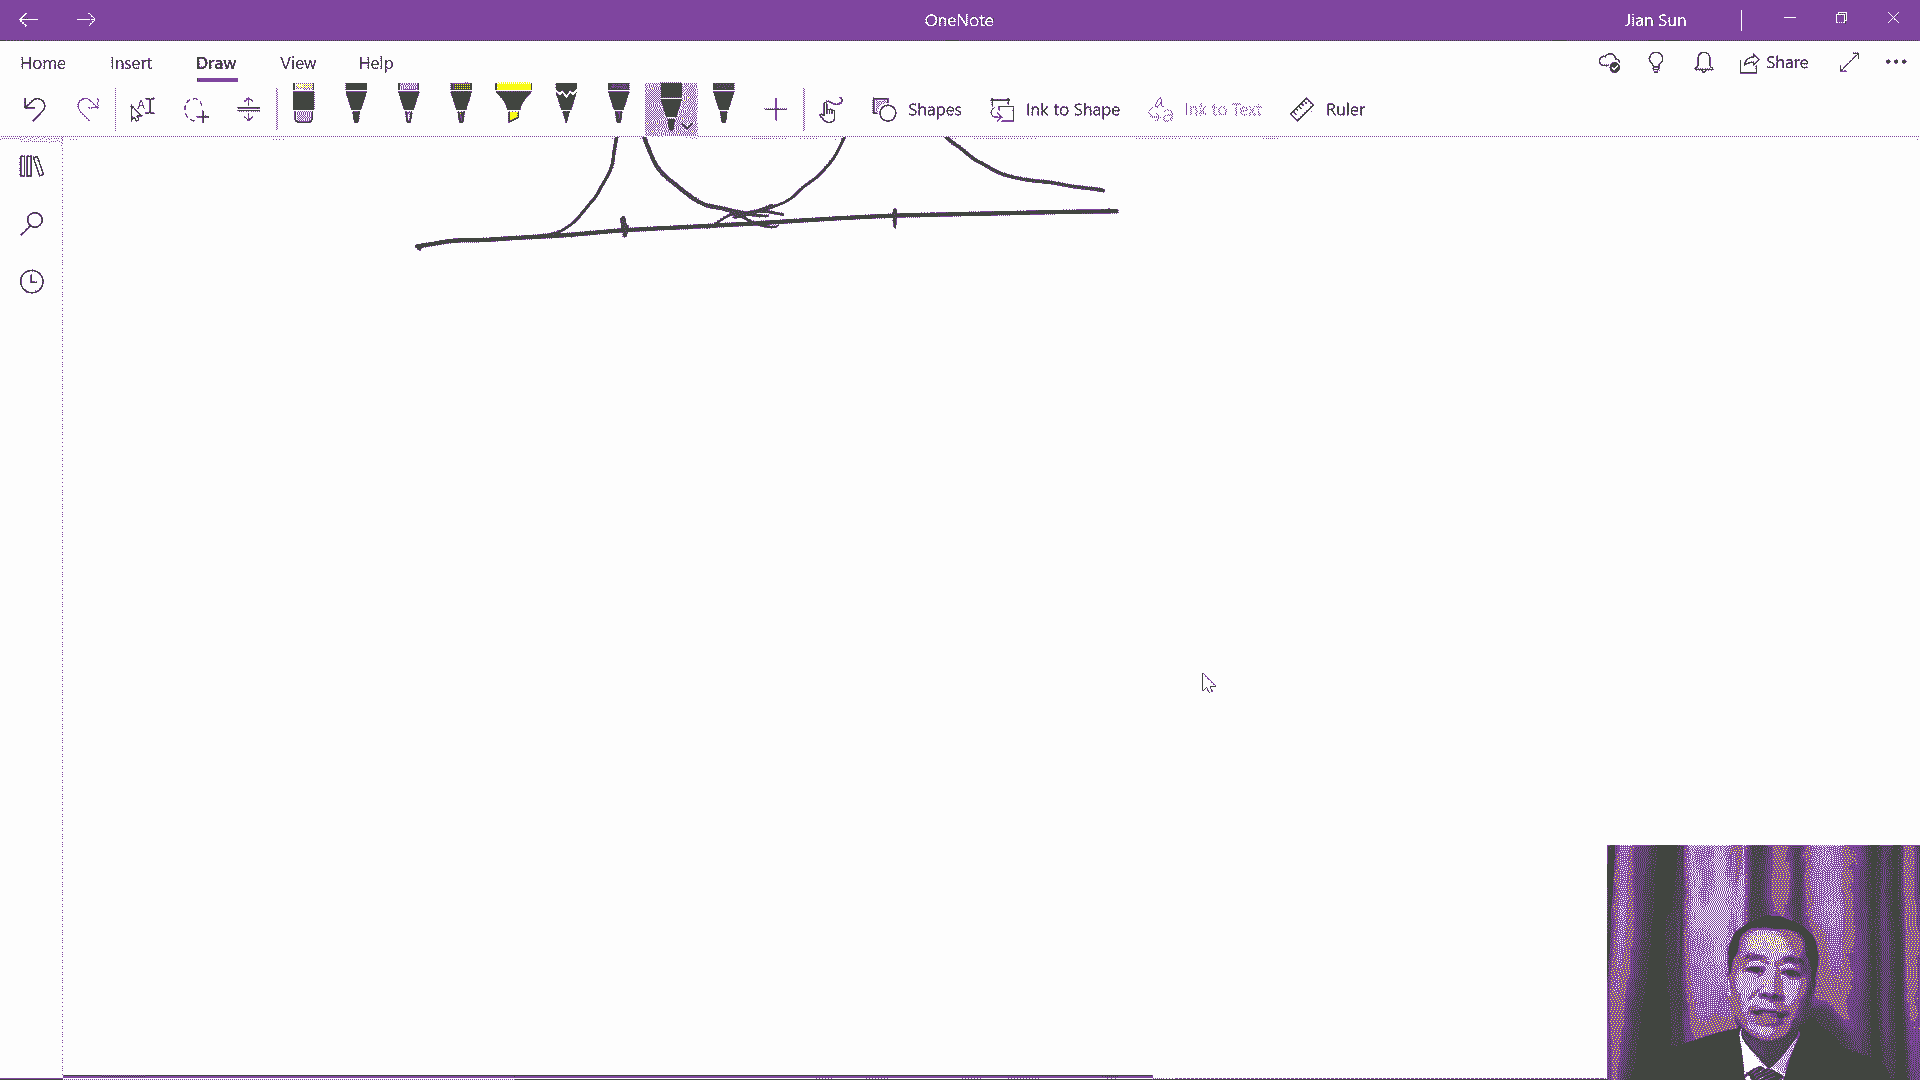 OneNote
Jian Sun
Home Insert Draw View Help
Share
Shapes Ink to Shape Ink to Text Ruler